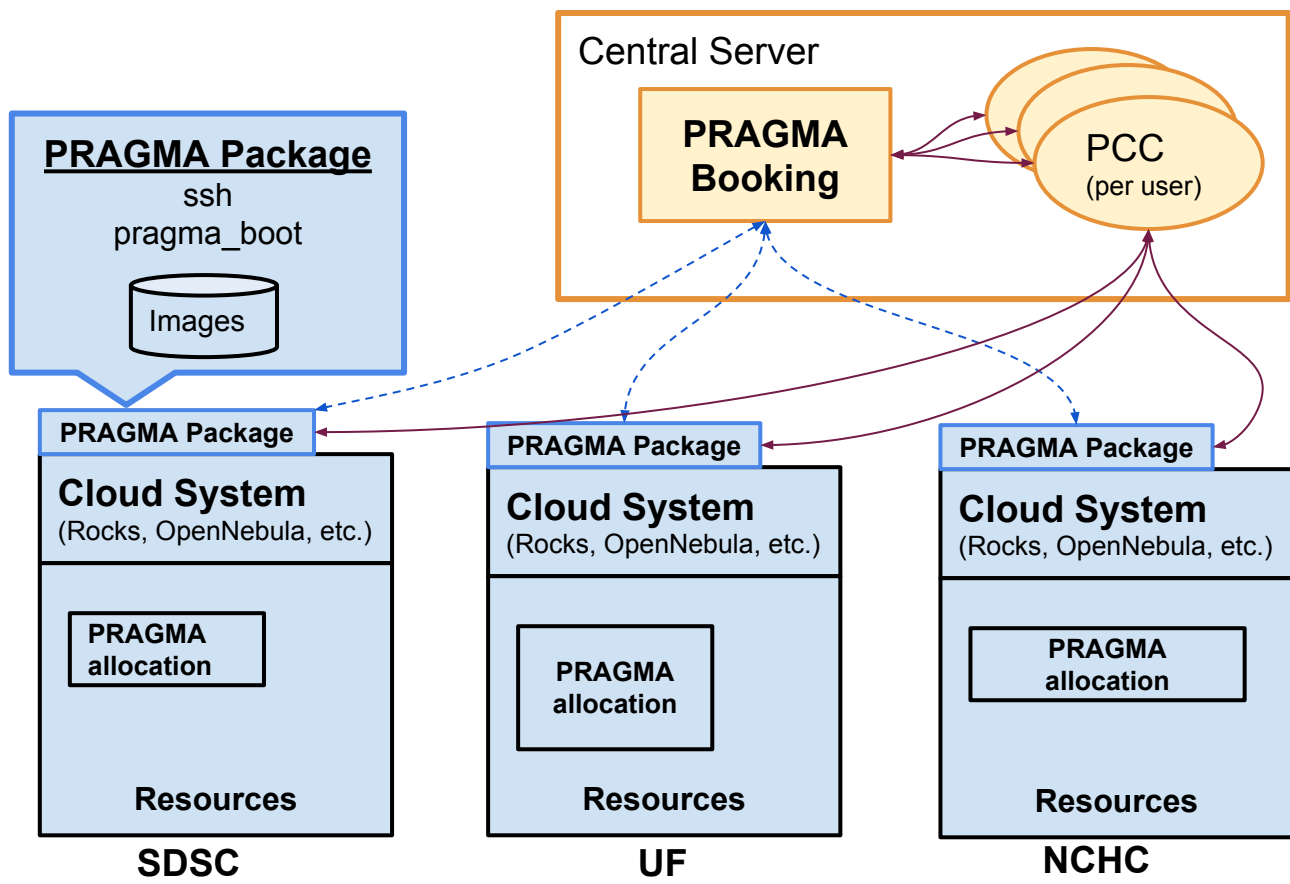 Central Server
PRAGMA
Booking
PCC
(per user)
PRAGMA Package
ssh
pragma_boot
Images
PRAGMA Package
Cloud System
(Rocks, OpenNebula, etc.)
PRAGMA
allocation
Resources
SDSC
PRAGMA Package
Cloud System
(Rocks, OpenNebula, etc.)
PRAGMA
allocation
Resources
UF
PRAGMA Package
Cloud System
(Rocks, OpenNebula, etc.)
PRAGMA
allocation
Resources
NCHC